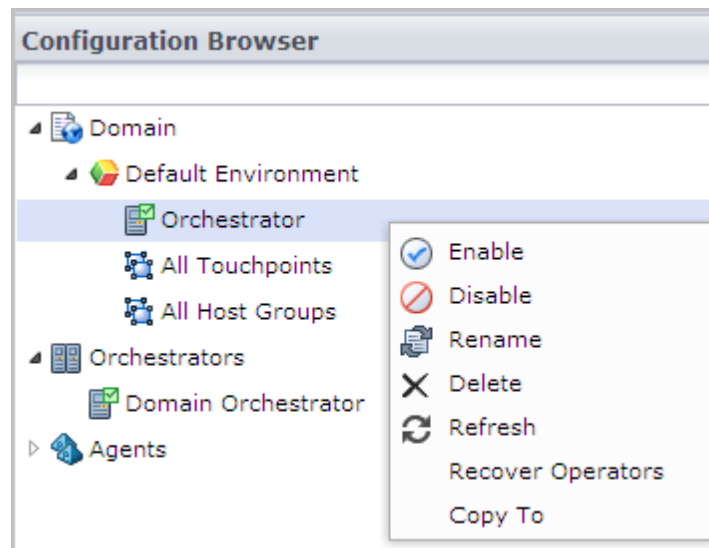 Configuration Browser
Domain
Default Environment
Orchestrator
All Touchpoints
All Host Groups
Orchestrators
Domain Orchestrator
Agents
Enable
Disable
Rename
Delete
Refresh
Recover Operators
Copy To